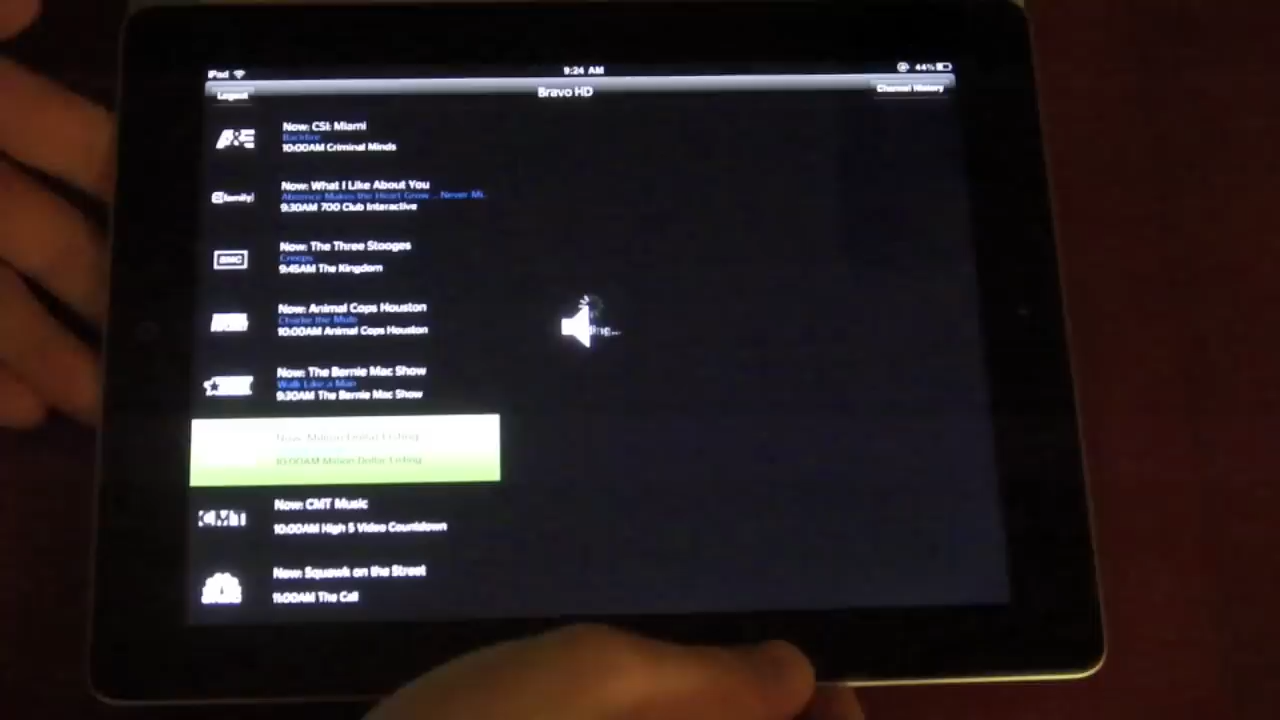 iPad
9:24 AM
44%
Logout
Bravo HD
Channel History
A&E
Now: CSI: Miami
Backfire
10:00AM Criminal Minds
family
Now: What I Like About You
Absence Makes the Heart Grow ... Never Mi..
9:30AM 700 Club Interactive
AMC
Now: The Three Stooges
Creeps
9:45AM The Kingdom
Now: Animal Cops Houston
10:00AM Animal Cops Houston
Now: The Bernie Mac Show
Walk Like a Man
9:30AM The Bernie Mac Show
Now: Million Dollar Listing
10:00AM Million Dollar Listing
CMT
Now: CMT Music
10:00AM High 5 Video Countdown
Now: Squawk on the Street
11:00AM The Call